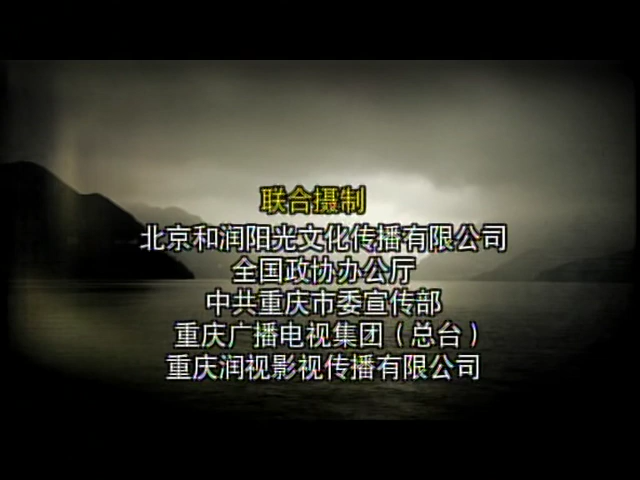 联合摄制
北京和润阳光文化传播有限公司
全国政协办公厅
中共重庆市委宣传部
重庆广播电视集团（总台）
重庆润视影视传播有限公司